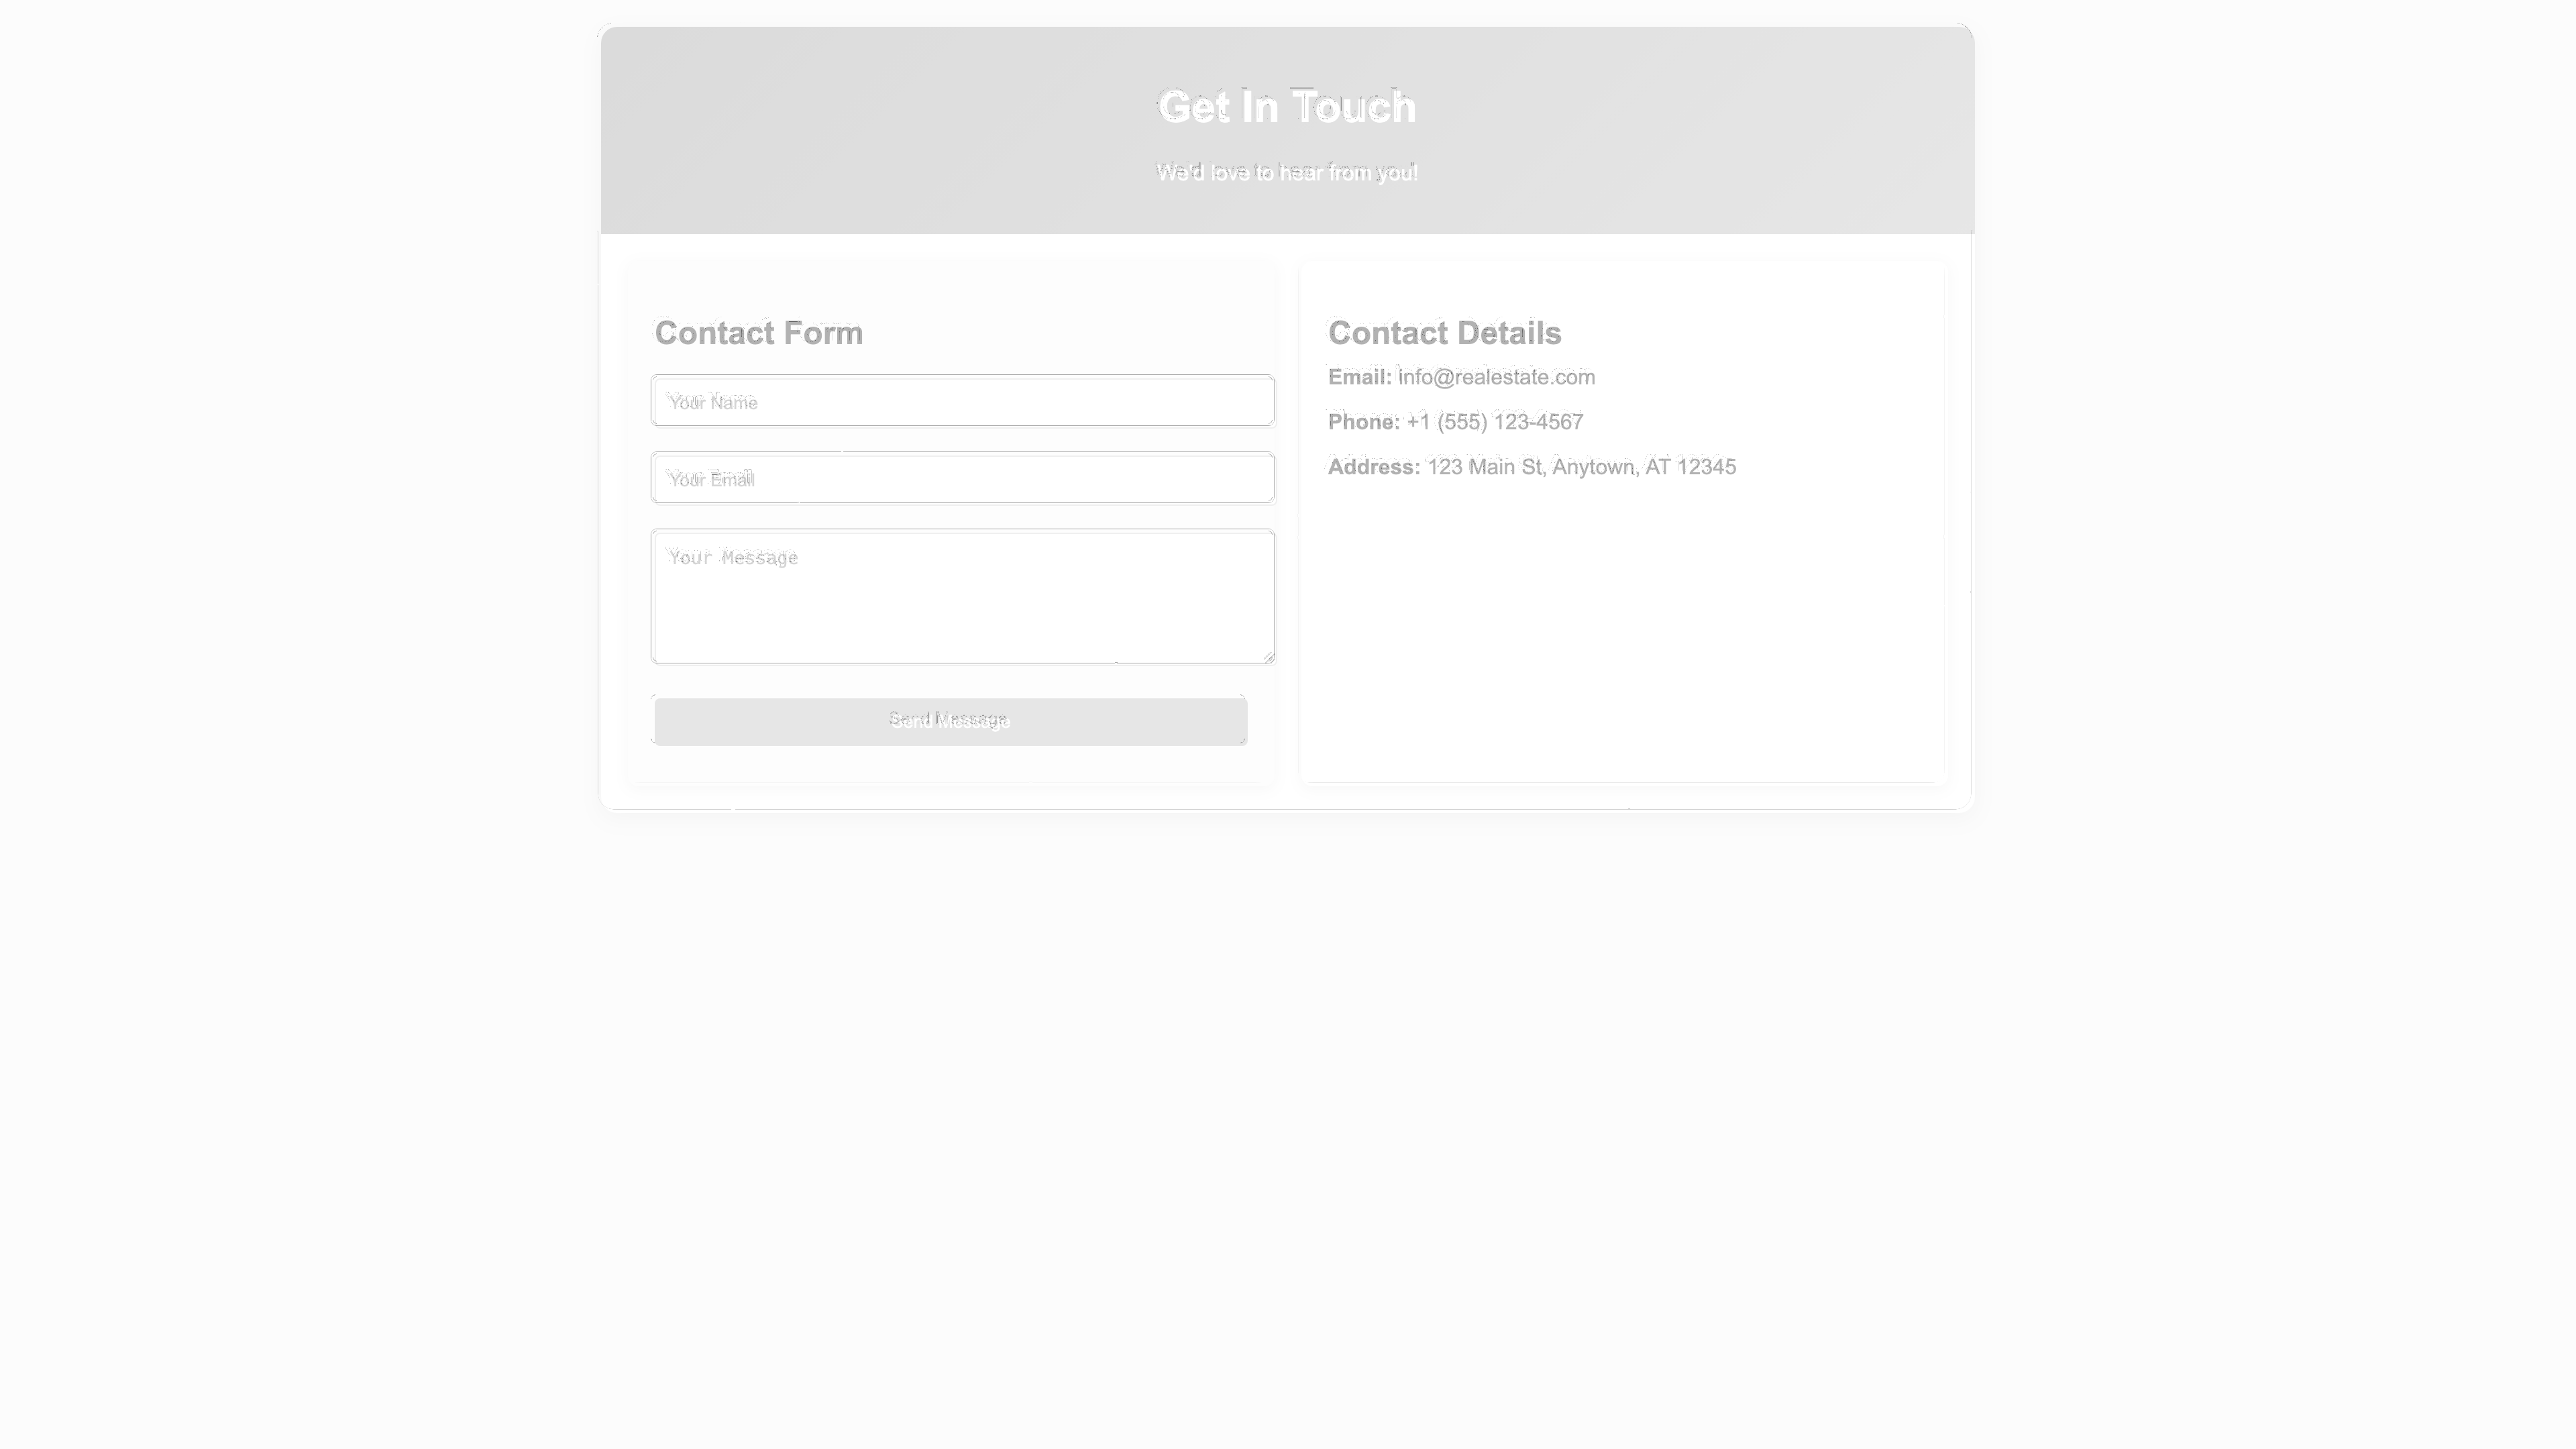 Get In Touch
We'd love to hear from you!
Contact Form
Your Name
Your Email
Your Message
Send Message
Contact Details
Email: info@realestate.com
Phone: +1 (555) 123-4567
Address: 123 Main St, Anytown, AT 12345